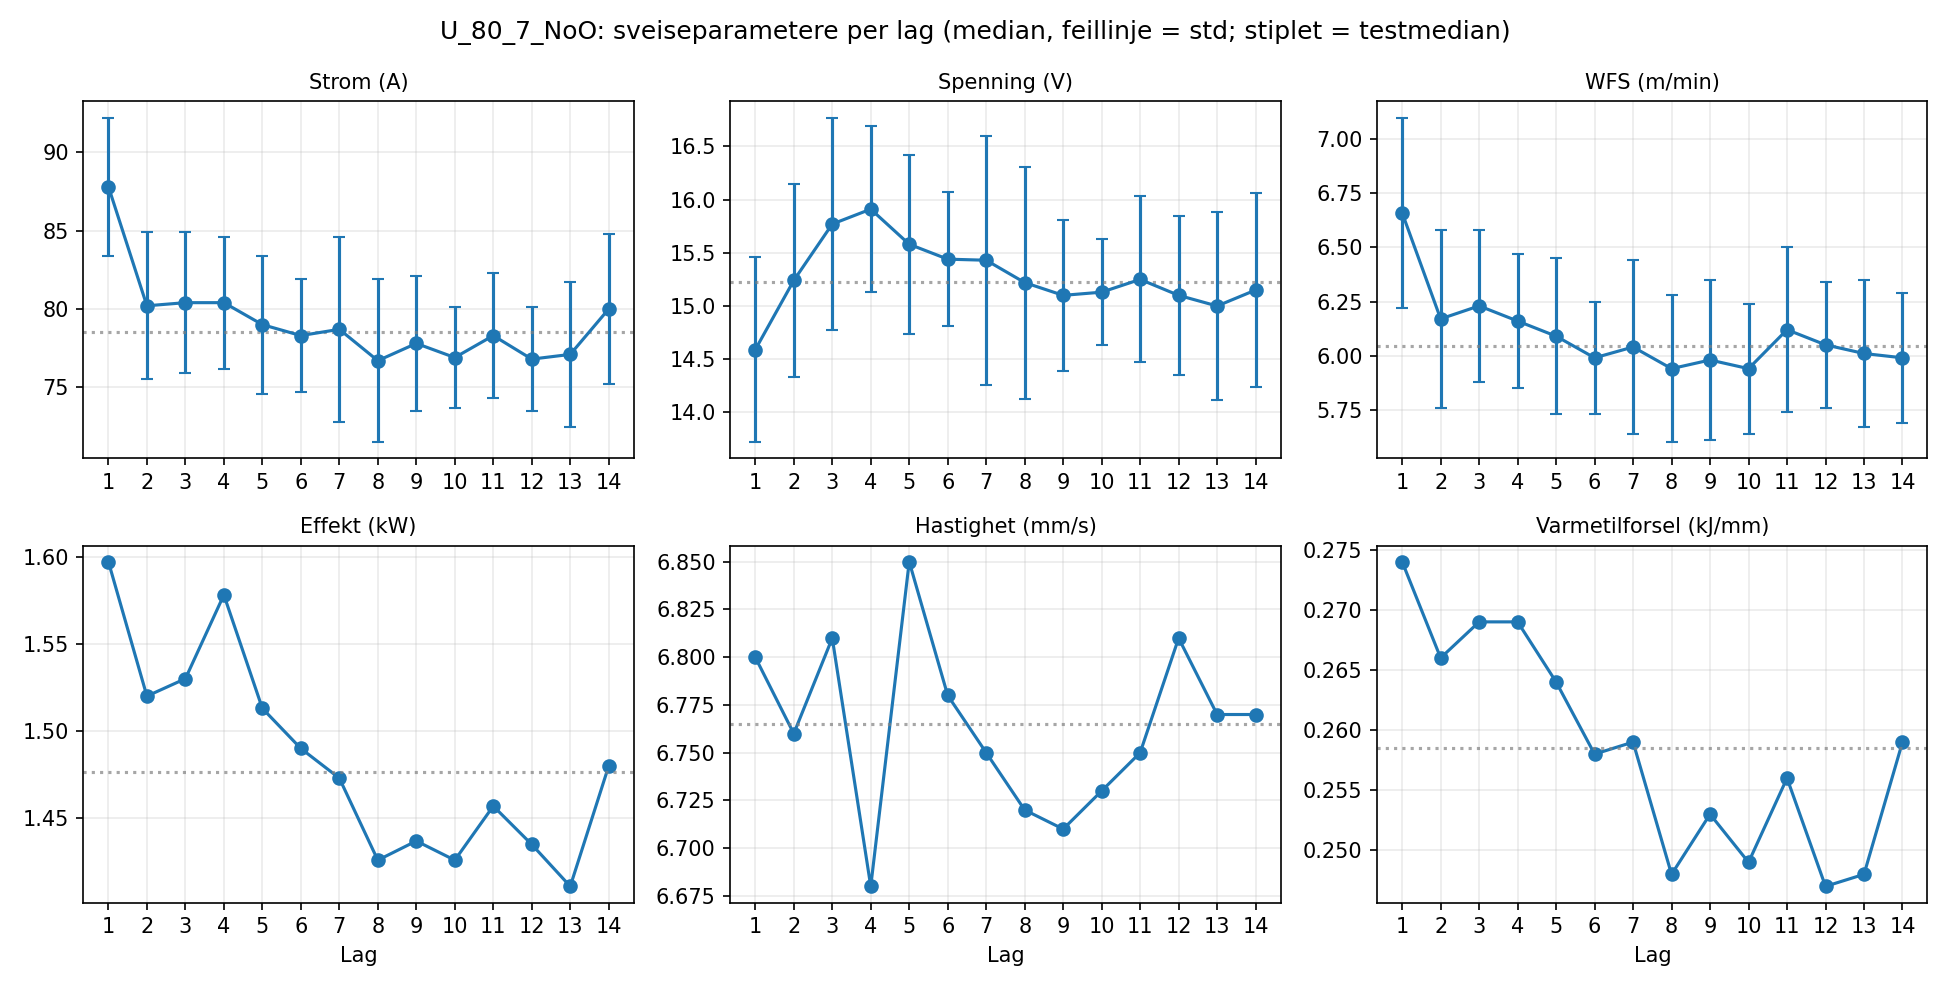 U_80_7_NoO: sveiseparametere per lag (median, feillinje = std; stiplet = testmedian)
Strom (A)
90
85
80
75
1 2 3 4 5 6 7 8 9 10 11 12 13 14
Spenning (V)
16.5
16.0
15.5
15.0
14.5
14.0
1 2 3 4 5 6 7 8 9 10 11 12 13 14
WFS (m/min)
7.00
6.75
6.50
6.25
6.00
5.75
1 2 3 4 5 6 7 8 9 10 11 12 13 14
Effekt (kW)
1.60
1.55
1.50
1.45
1 2 3 4 5 6 7 8 9 10 11 12 13 14
Lag
Hastighet (mm/s)
6.850
6.825
6.800
6.775
6.750
6.725
6.700
6.675
1 2 3 4 5 6 7 8 9 10 11 12 13 14
Lag
Varmetilforsel (kJ/mm)
0.275
0.270
0.265
0.260
0.255
0.250
1 2 3 4 5 6 7 8 9 10 11 12 13 14
Lag